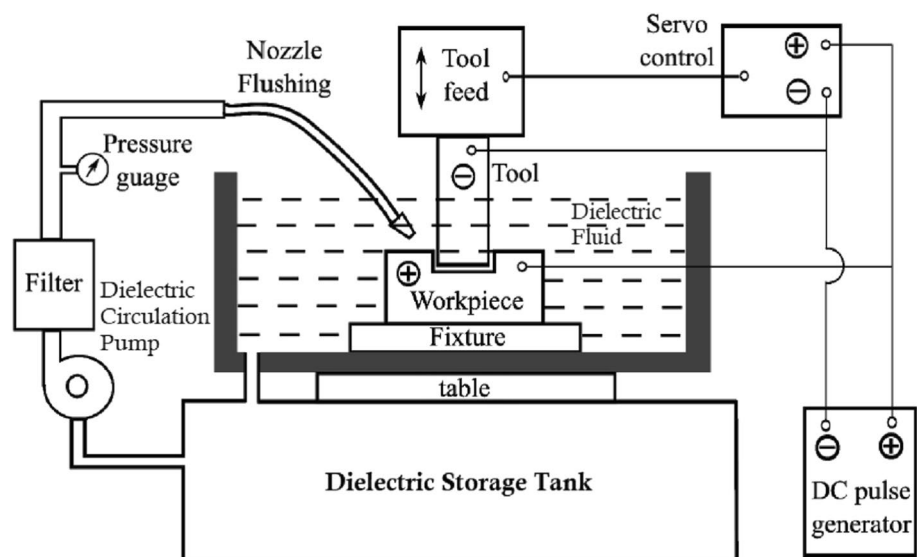 Nozzle
Flushing
Tool
feed
Servo
control
⊕
⊖
Pressure
guage
⊖
Tool
Dielectric
Fluid
Filter
Dielectric
Circulation
Pump
⊕
Workpiece
Fixture
table
Dielectric Storage Tank
⊖ ⊕
DC pulse
generator